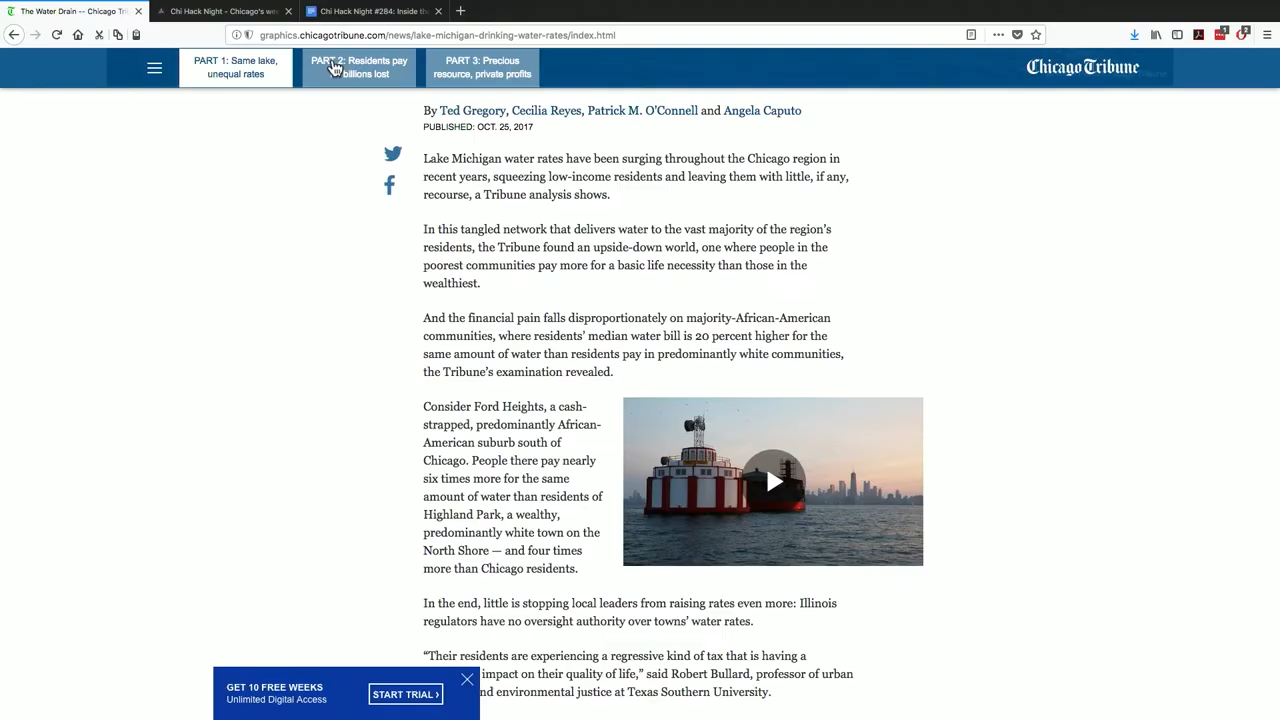 The Water Drain -- Chicago Tri
Chi Hack Night - Chicago's wee
Chi Hack Night #284: Inside the
graphics.chicagotribune.com/news/lake-michigan-drinking-water-rates/index.html
PART 1: Same lake,
unequal rates
PART 2: Residents pay
billions lost
PART 3: Precious
resource, private profits
Chicago Tribune
By Ted Gregory, Cecilia Reyes, Patrick M. O'Connell and Angela Caputo
PUBLISHED: OCT. 25, 2017
Lake Michigan water rates have been surging throughout the Chicago region in
recent years, squeezing low-income residents and leaving them with little, if any,
recourse, a Tribune analysis shows.
In this tangled network that delivers water to the vast majority of the region's
residents, the Tribune found an upside-down world, one where people in the
poorest communities pay more for a basic life necessity than those in the
wealthiest.
And the financial pain falls disproportionately on majority-African-American
communities, where residents' median water bill is 20 percent higher for the
same amount of water than residents pay in predominantly white communities,
the Tribune's examination revealed.
Consider Ford Heights, a cash-
strapped, predominantly African-
American suburb south of
Chicago. People there pay nearly
six times more for the same
amount of water than residents of
Highland Park, a wealthy,
predominantly white town on the
North Shore — and four times
more than Chicago residents.
In the end, little is stopping local leaders from raising rates even more: Illinois
regulators have no oversight authority over towns' water rates.
“Their residents are experiencing a regressive kind of tax that is having a
impact on their quality of life,” said Robert Bullard, professor of urban
nd environmental justice at Texas Southern University.
GET 10 FREE WEEKS
Unlimited Digital Access
START TRIAL ›